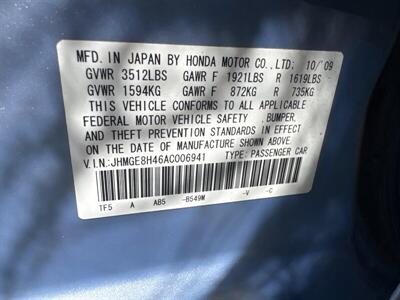 MFD. IN JAPAN BY HONDA MOTOR CO., LTD; 10/09
GVWR 3512LBS GAWR F 1921LBS R 1619LBS
GVWR 1594KG GAWR F 872KG R 735KG
THIS VEHICLE CONFORMS TO ALL APPLICABLE
FEDERAL MOTOR VEHICLE SAFETY ,BUMPER,
AND THEFT PREVENTION STANDARDS IN EFFECT
ON THE DATE OF MANUFACTURE SHOWN ABOVE.
V.I.N.:JHMGE8H46AC006941 TYPE: PASSENGER CAR
TF5 A AB5 -B549M -V -C